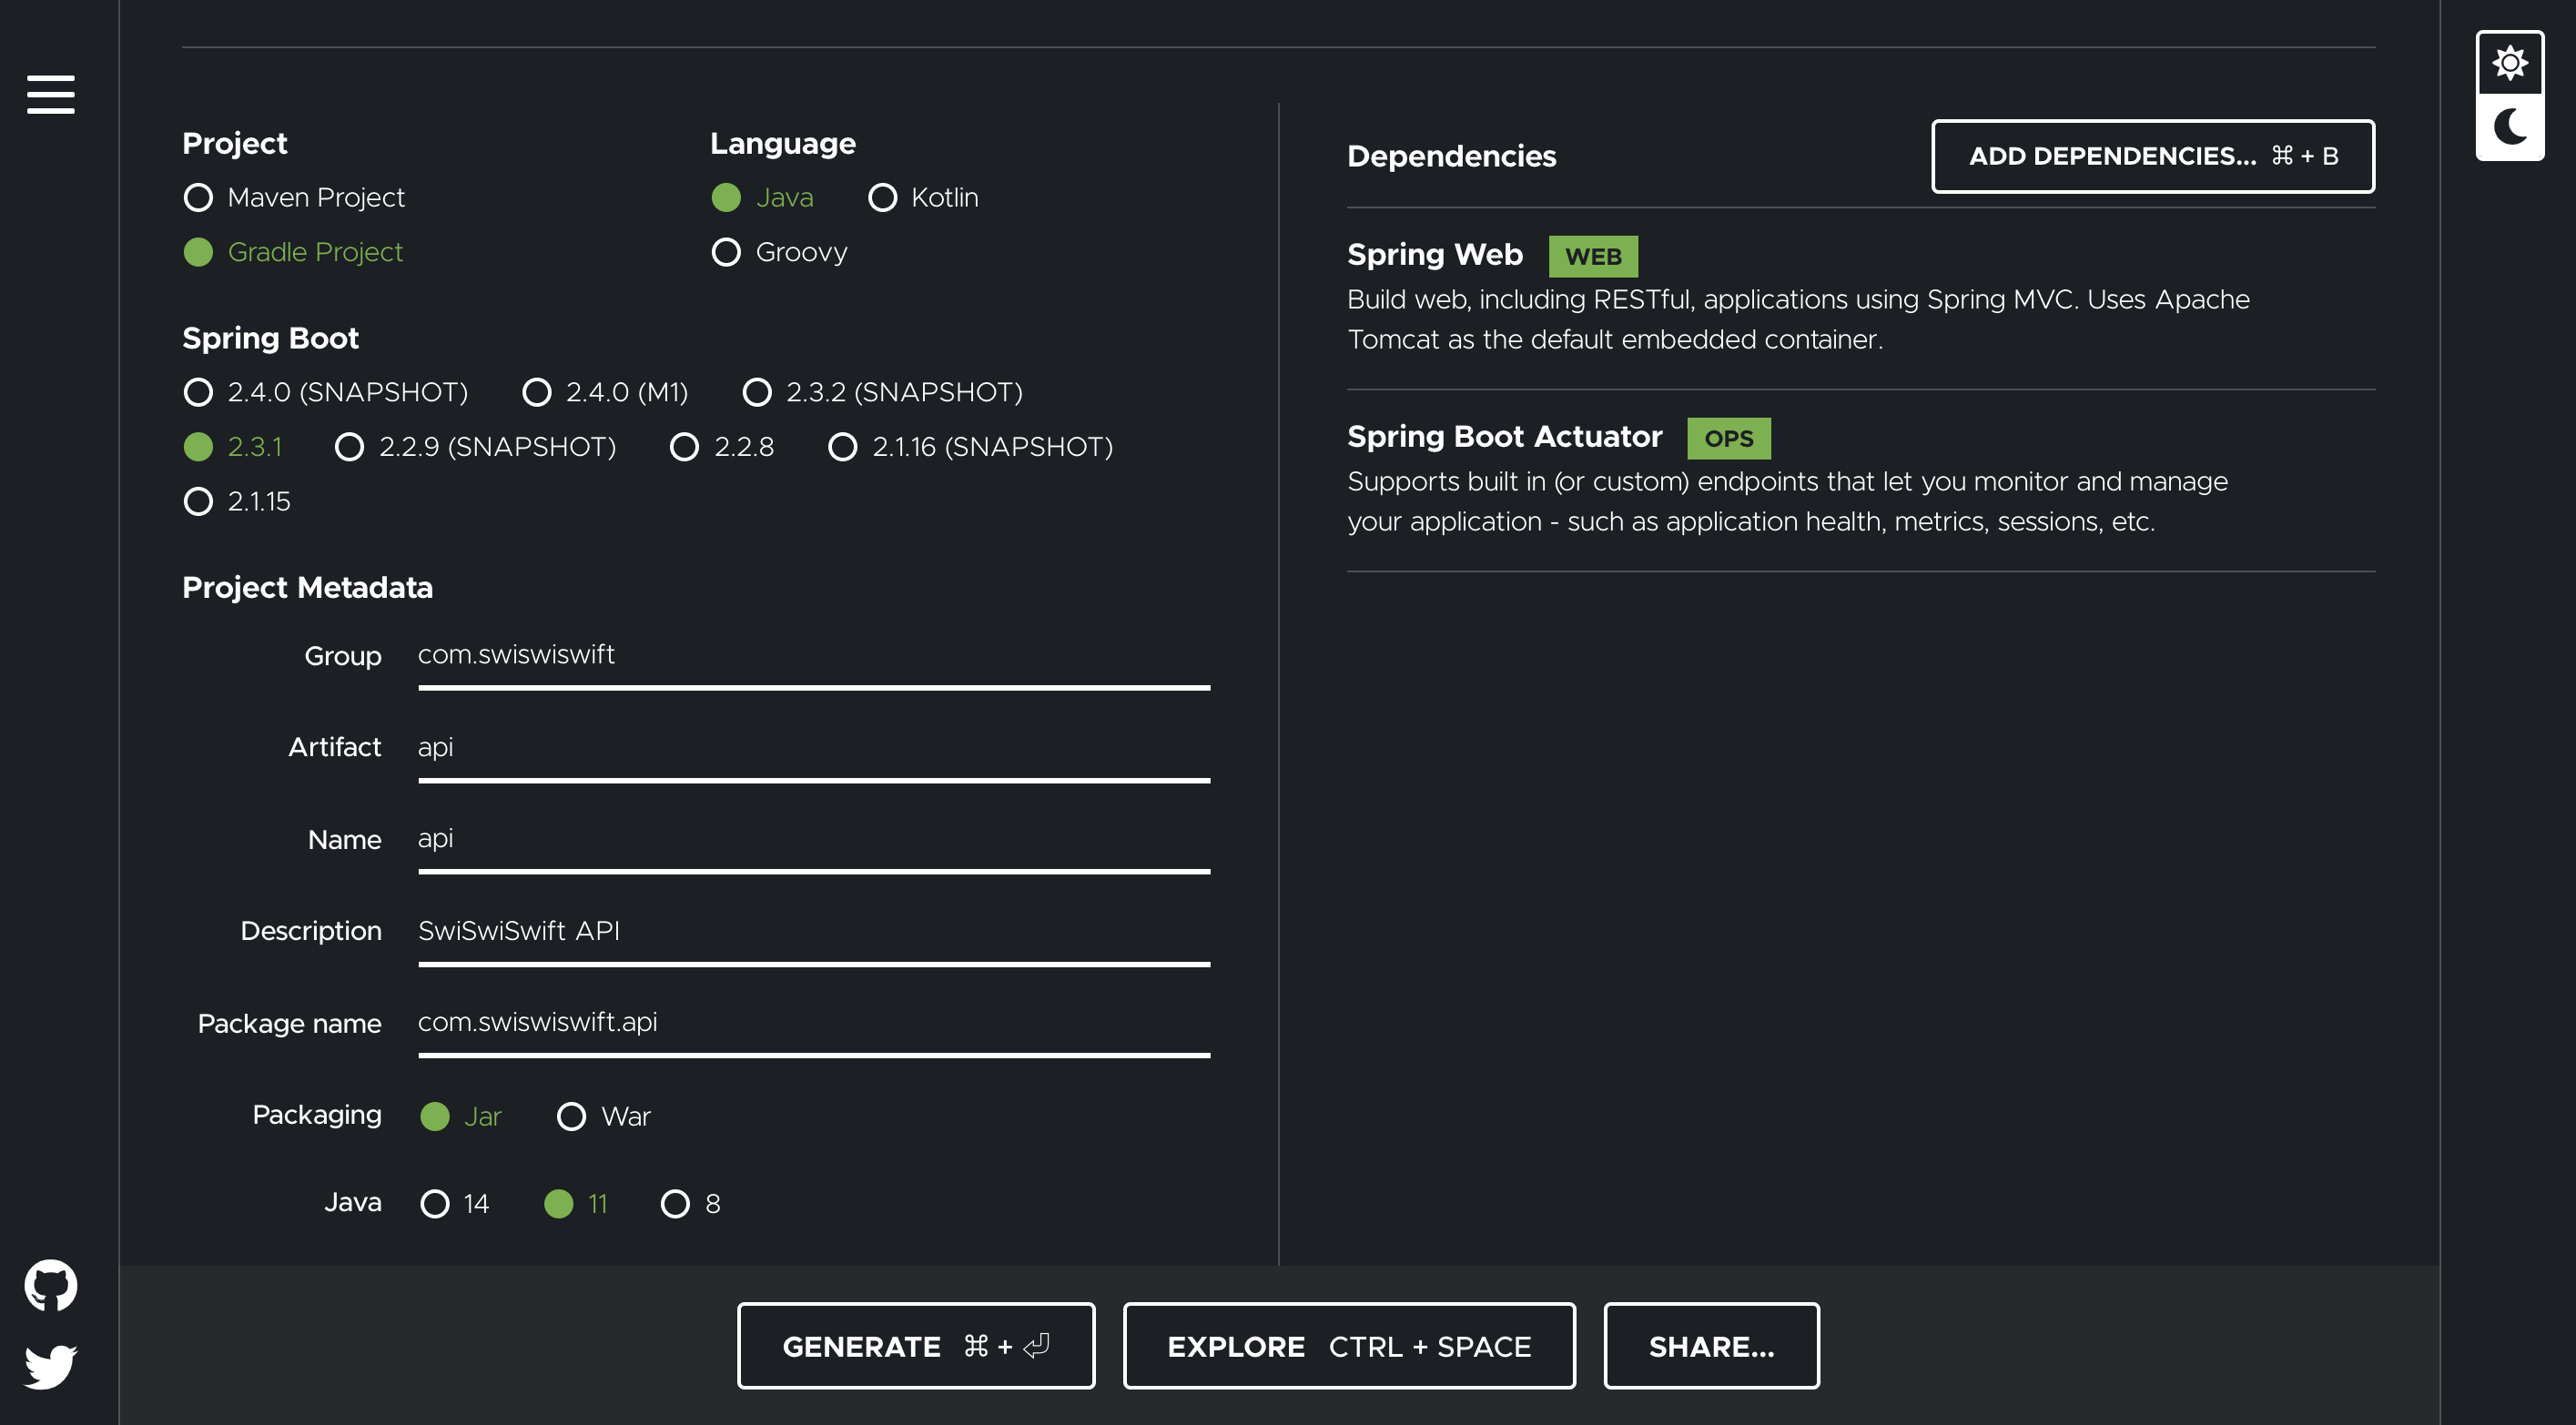 Project
Maven Project
Gradle Project
Language
Java Kotlin
Groovy
Spring Boot
2.4.0 (SNAPSHOT) 2.4.0 (M1) 2.3.2 (SNAPSHOT)
2.3.1 2.2.9 (SNAPSHOT) 2.2.8 2.1.16 (SNAPSHOT)
2.1.15
Project Metadata
Group com.swiswiswift
Artifact api
Name api
Description SwiSwiSwift API
Package name com.swiswiswift.api
Packaging Jar War
Java 14 11 8
Dependencies
ADD DEPENDENCIES... ⌘ + B
Spring Web WEB
Build web, including RESTful, applications using Spring MVC. Uses Apache
Tomcat as the default embedded container.
Spring Boot Actuator OPS
Supports built in (or custom) endpoints that let you monitor and manage
your application - such as application health, metrics, sessions, etc.
GENERATE ⌘ + ⏎
EXPLORE CTRL + SPACE
SHARE...